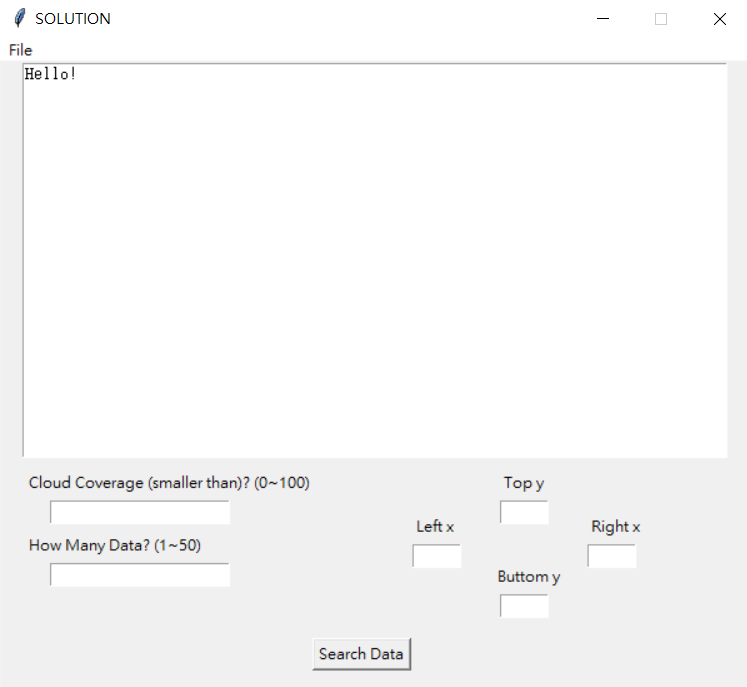 SOLUTION
File
Hello!
Cloud Coverage (smaller than)? (0~100)
How Many Data? (1~50)
Top y
Left x
Right x
Buttom y
Search Data